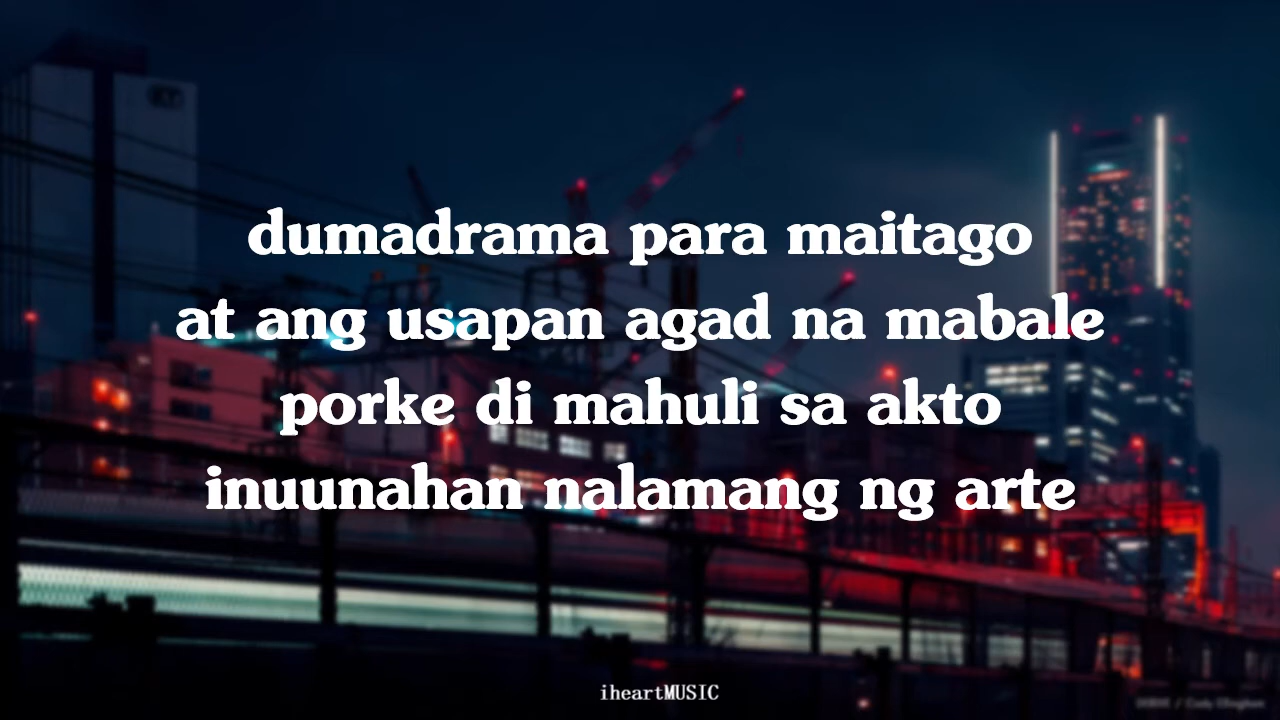 dumadrama para maitago
at ang usapan agad na mabale
porke di mahuli sa akto
inuunahan nalamang ng arte
iheartMUSIC